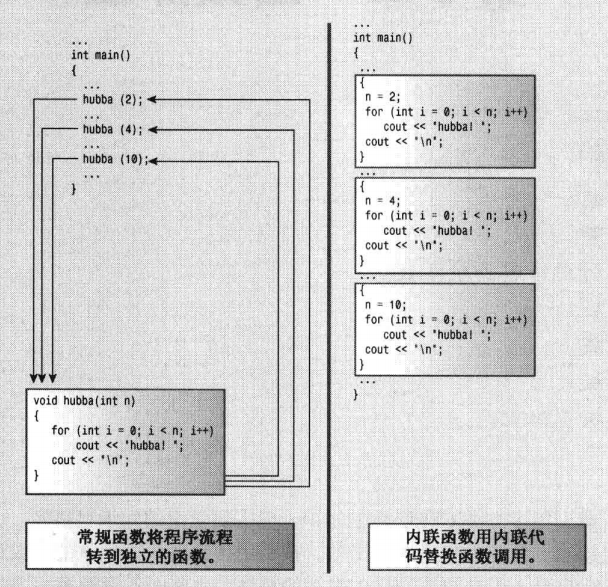 ...
int main()
{
...
hubba (2);
...
hubba (4);
...
hubba (10);
...
}
void hubba(int n)
{
for (int i = 0; i < n; i++)
cout << "hubba! ";
cout << "\n";
}
常规函数将程序流程
转到独立的函数。
...
int main()
{
...
{
n = 2;
for (int i = 0; i < n; i++)
cout << "hubba! ";
cout << "\n";
}
...
{
n = 4;
for (int i = 0; i < n; i++)
cout << "hubba! ";
cout << "\n";
}
...
{
n = 10;
for (int i = 0; i < n; i++)
cout << "hubba! ";
cout << "\n";
}
...
}
内联函数用内联代
码替换函数调用。